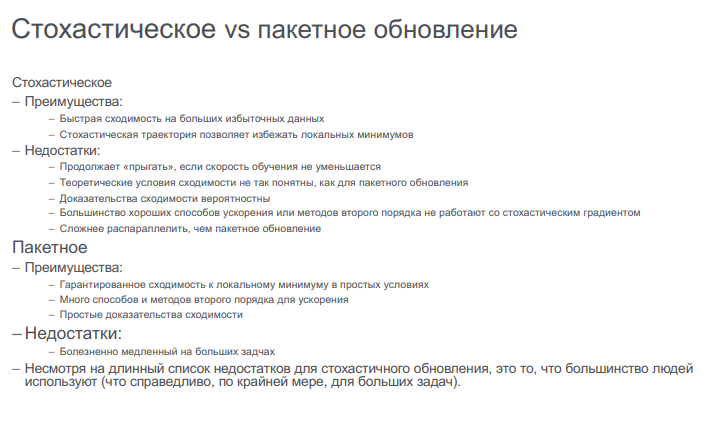 Стохастическое vs пакетное обновление
Стохастическое
– Преимущества:
– Быстрая сходимость на больших избыточных данных
– Стохастическая траектория позволяет избежать локальных минимумов
– Недостатки:
– Продолжает «прыгать», если скорость обучения не уменьшается
– Теоретические условия сходимости не так понятны, как для пакетного обновления
– Доказательства сходимости вероятностны
– Большинство хороших способов ускорения или методов второго порядка не работают со стохастическим градиентом
– Сложнее распараллелить, чем пакетное обновление
Пакетное
– Преимущества:
– Гарантированное сходимость к локальному минимуму в простых условиях
– Много способов и методов второго порядка для ускорения
– Простые доказательства сходимости
– Недостатки:
– Болезненно медленный на больших задчах
– Несмотря на длинный список недостатков для стохастичного обновления, это то, что большинство людей
используют (что справедливо, по крайней мере, для больших задач).